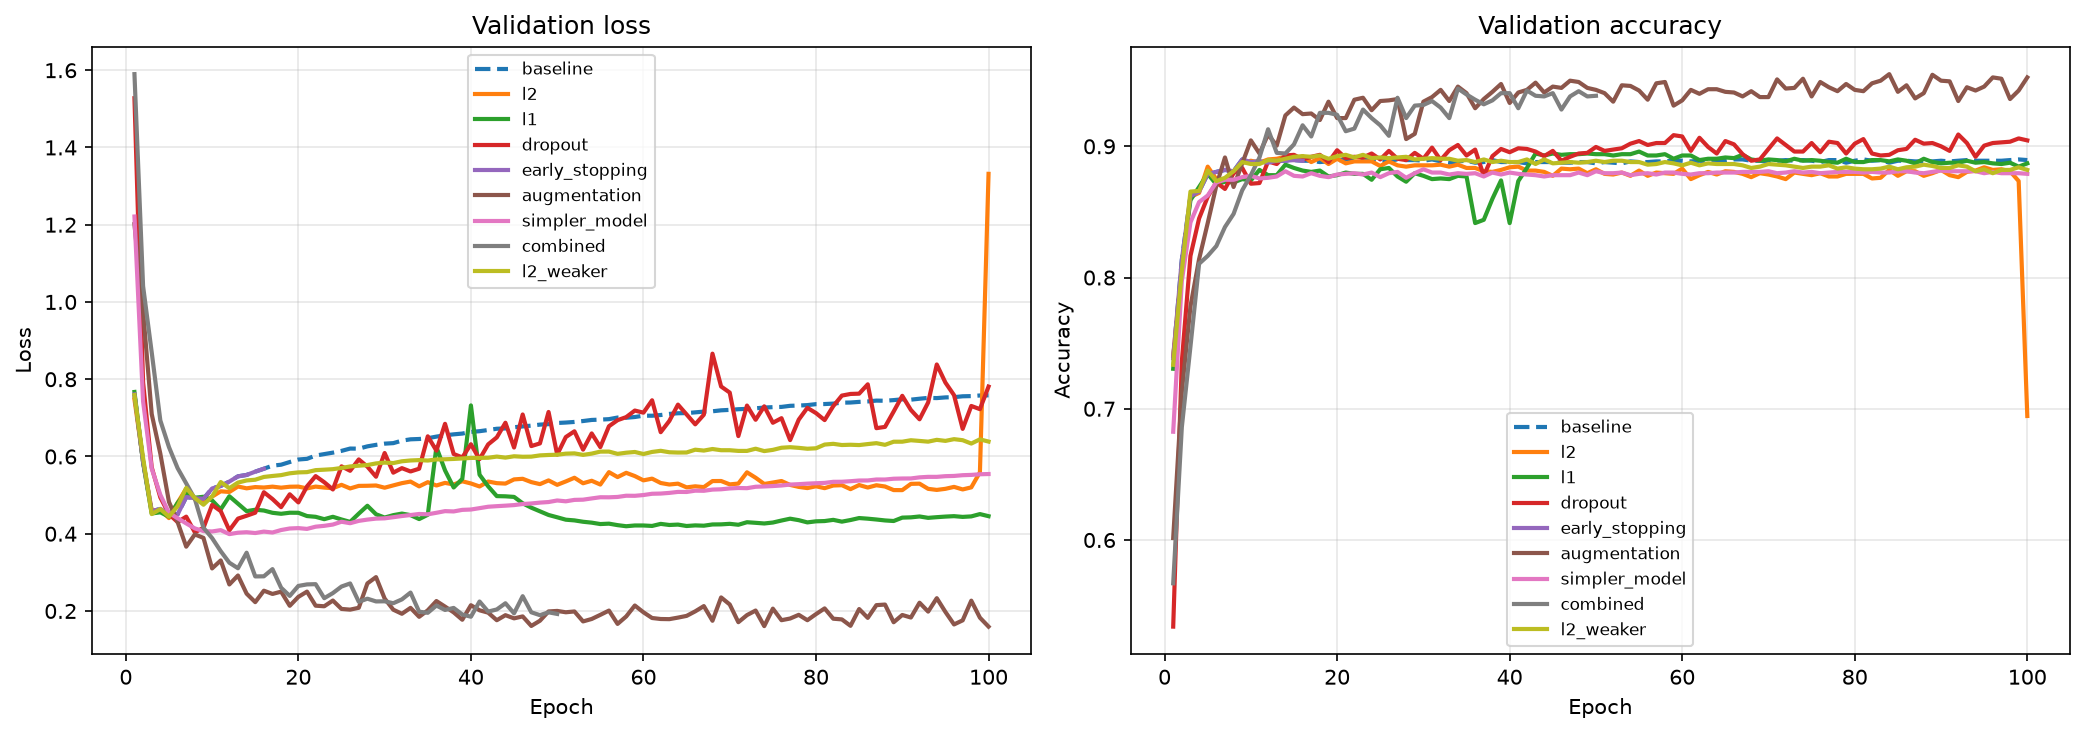 Validation loss
Loss
1.6
1.4
1.2
1.0
0.8
0.6
0.4
0.2
baseline
l2
l1
dropout
early_stopping
augmentation
simpler_model
combined
l2_weaker
0 20 40 60 80 100
Epoch
Validation accuracy
Accuracy
0.9
0.8
0.7
0.6
baseline
l2
l1
dropout
early_stopping
augmentation
simpler_model
combined
l2_weaker
0 20 40 60 80 100
Epoch